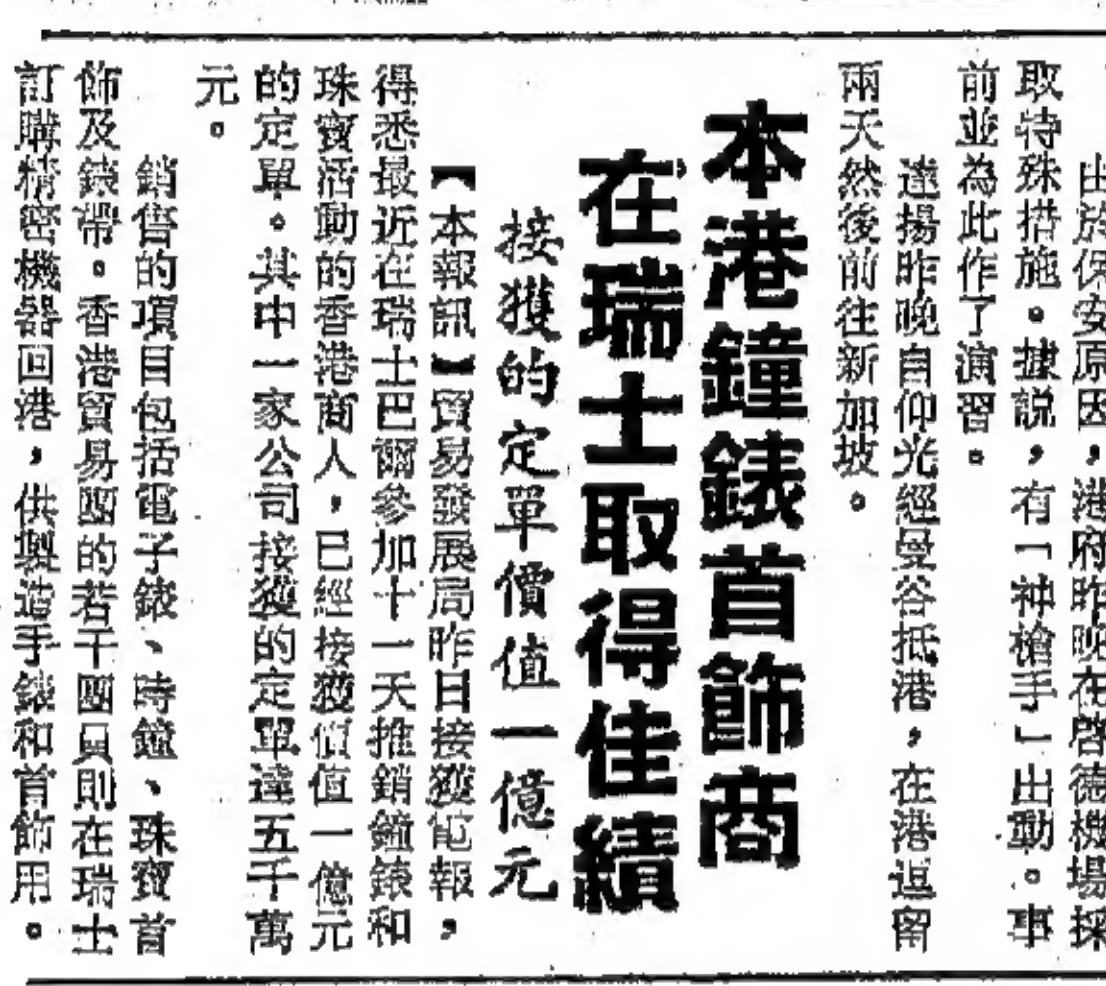 由於保安原因，港府昨晚在啓德機場採
取特殊措施。據説，有「神槍手」出動。事
前並為此作了演習。
達揚昨晚自仰光經曼谷抵港，在港逗留
兩天然後前往新加坡。
本港鐘錶首飾商
在瑞士取得佳績
接獲的定單價值一億元
【本報訊】貿易發展局昨日接獲電報，
得悉最近在瑞士巴爾參加十一天推銷鐘錶和
珠寶活動的香港商人，已經接獲價值一億元
的定單。其中一家公司接獲的定單達五千萬
元。
銷售的項目包括電子錶、時鐘、珠寶首
飾及錶帶。香港貿易團的若干團員則在瑞士
訂購精密機器回港，供製造手錶和首飾用。